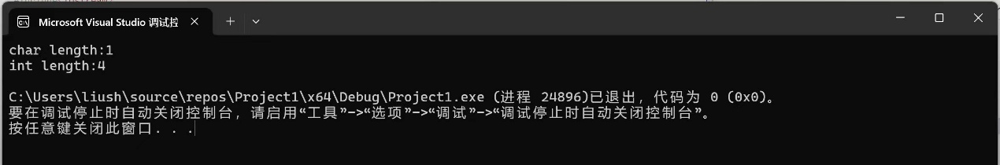 Microsoft Visual Studio 调试控
char length:1
int length:4
C:\Users\liush\source\repos\Project1\x64\Debug\Project1.exe (进程 24896)已退出，代码为 0 (0x0)。
要在调试停止时自动关闭控制台，请启用“工具”->“选项”->“调试”->“调试停止时自动关闭控制台”。
按任意键关闭此窗口. . .